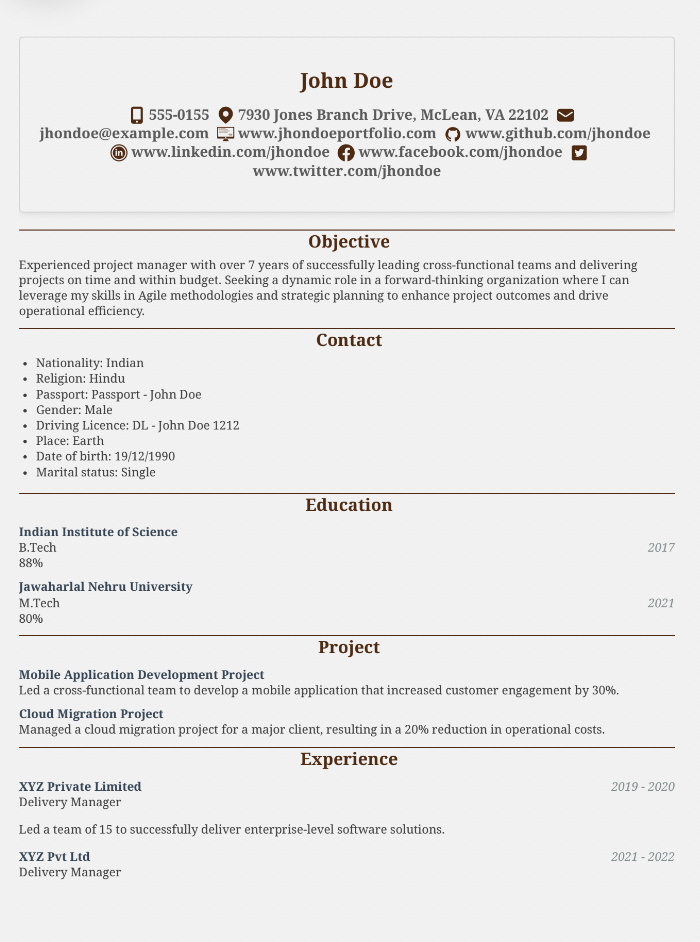 John Doe
555-0155 7930 Jones Branch Drive, McLean, VA 22102
jhondoe@example.com www.jhondoeportfolio.com www.github.com/jhondoe
www.linkedin.com/jhondoe www.facebook.com/jhondoe
www.twitter.com/jhondoe
Objective
Experienced project manager with over 7 years of successfully leading cross-functional teams and delivering
projects on time and within budget. Seeking a dynamic role in a forward-thinking organization where I can
leverage my skills in Agile methodologies and strategic planning to enhance project outcomes and drive
operational efficiency.
Contact
• Nationality: Indian
• Religion: Hindu
• Passport: Passport - John Doe
• Gender: Male
• Driving Licence: DL - John Doe 1212
• Place: Earth
• Date of birth: 19/12/1990
• Marital status: Single
Education
Indian Institute of Science
B.Tech 2017
88%
Jawaharlal Nehru University
M.Tech 2021
80%
Project
Mobile Application Development Project
Led a cross-functional team to develop a mobile application that increased customer engagement by 30%.
Cloud Migration Project
Managed a cloud migration project for a major client, resulting in a 20% reduction in operational costs.
Experience
XYZ Private Limited 2019 - 2020
Delivery Manager
Led a team of 15 to successfully deliver enterprise-level software solutions.
XYZ Pvt Ltd 2021 - 2022
Delivery Manager